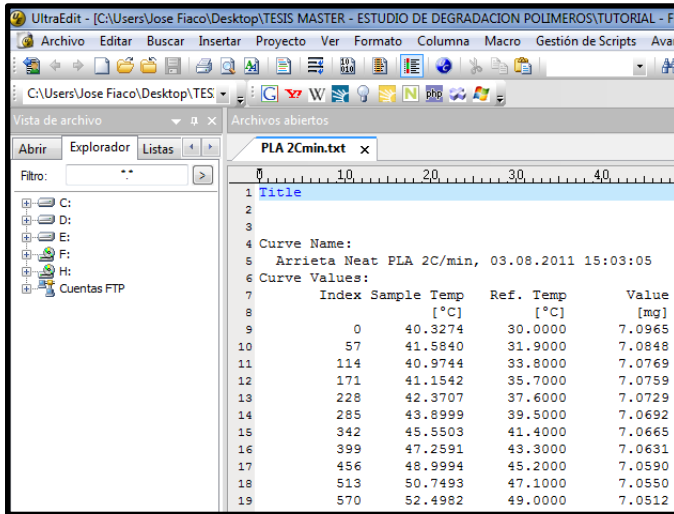 UltraEdit - [C:\Users\Jose Fiaco\Desktop\TESIS MASTER - ESTUDIO DE DEGRADACION POLIMEROS\TUTORIAL - F
Archivo Editar Buscar Insertar Proyecto Ver Formato Columna Macro Gestión de Scripts Ava
C:\Users\Jose Fiaco\Desktop\TES
Vista de archivo
Archivos abiertos
Abrir Explorador Listas
PLA 2Cmin.txt x
Filtro: *.*
0 10 20 30 40
C:
D:
E:
F:
H:
Cuentas FTP
1 Title
2
3
4 Curve Name:
5 Arrieta Neat PLA 2C/min, 03.08.2011 15:03:05
6 Curve Values:
7 Index Sample Temp Ref. Temp Value
8 [°C] [°C] [mg]
9 0 40.3274 30.0000 7.0965
10 57 41.5840 31.9000 7.0848
11 114 40.9744 33.8000 7.0769
12 171 41.1542 35.7000 7.0759
13 228 42.3707 37.6000 7.0729
14 285 43.8999 39.5000 7.0692
15 342 45.5503 41.4000 7.0665
16 399 47.2591 43.3000 7.0631
17 456 48.9994 45.2000 7.0590
18 513 50.7493 47.1000 7.0550
19 570 52.4982 49.0000 7.0512